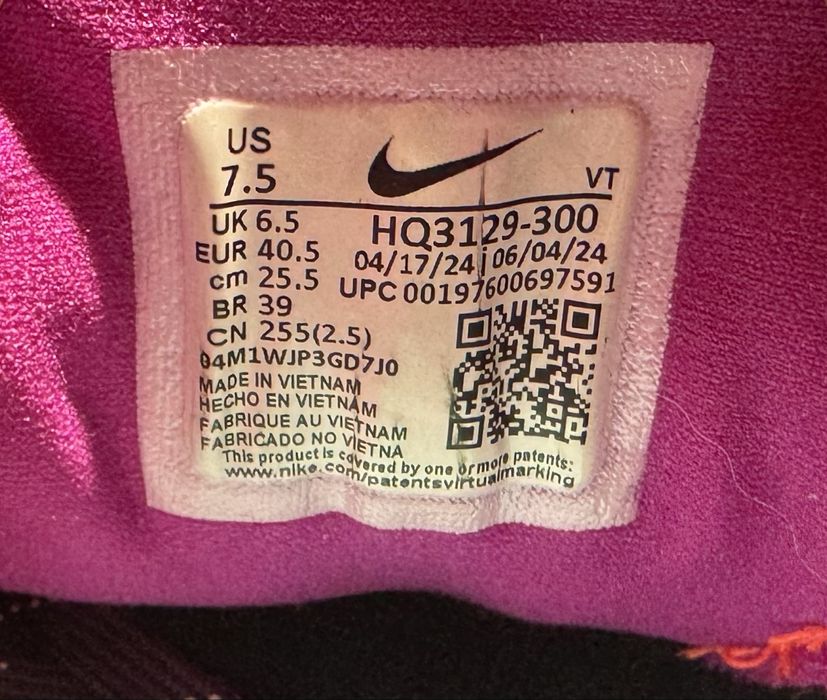 US
7.5
VT
UK 6.5
EUR 40.5
cm 25.5
BR 39
CN 255(2.5)
HQ3129-300
04/17/24 06/04/24
UPC 00197600697591
04M1WJP3GD7J0
MADE IN VIETNAM
HECHO EN VIETNAM
FABRIQUE AU VIETNAM
FABRICADO NO VIETNA
This product is covered by one or more patents:
www.nike.com/patentsvirtualmarking